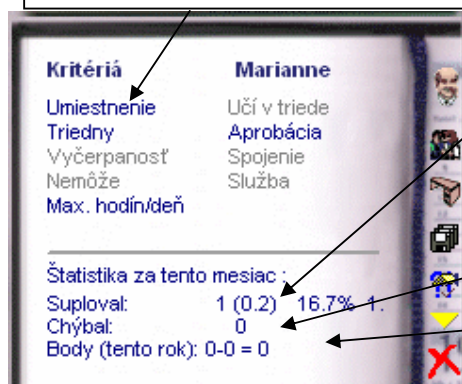 Kritériá Marianne
Umiestnenie Učí v triede
Triedny Aprobácia
Vyčerpanosť Spojenie
Nemôže Služba
Max. hodín/deň
Štatistika za tento mesiac :
Suploval: 1 (0.2) 16.7% 1.
Chýbal: 0
Body (tento rok): 0-0 = 0